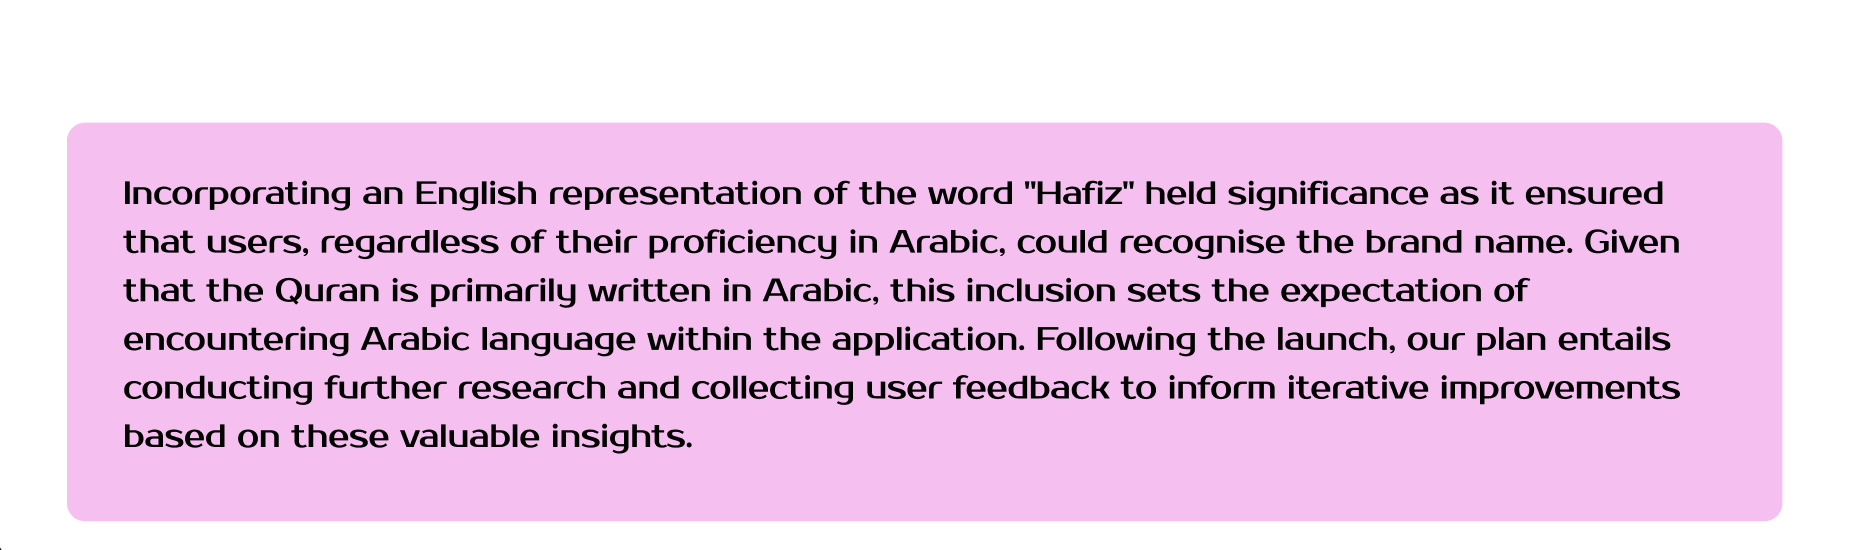 Incorporating an English representation of the word "Hafiz" held significance as it ensured
that users, regardless of their proficiency in Arabic, could recognise the brand name. Given
that the Quran is primarily written in Arabic, this inclusion sets the expectation of
encountering Arabic language within the application. Following the launch, our plan entails
conducting further research and collecting user feedback to inform iterative improvements
based on these valuable insights.